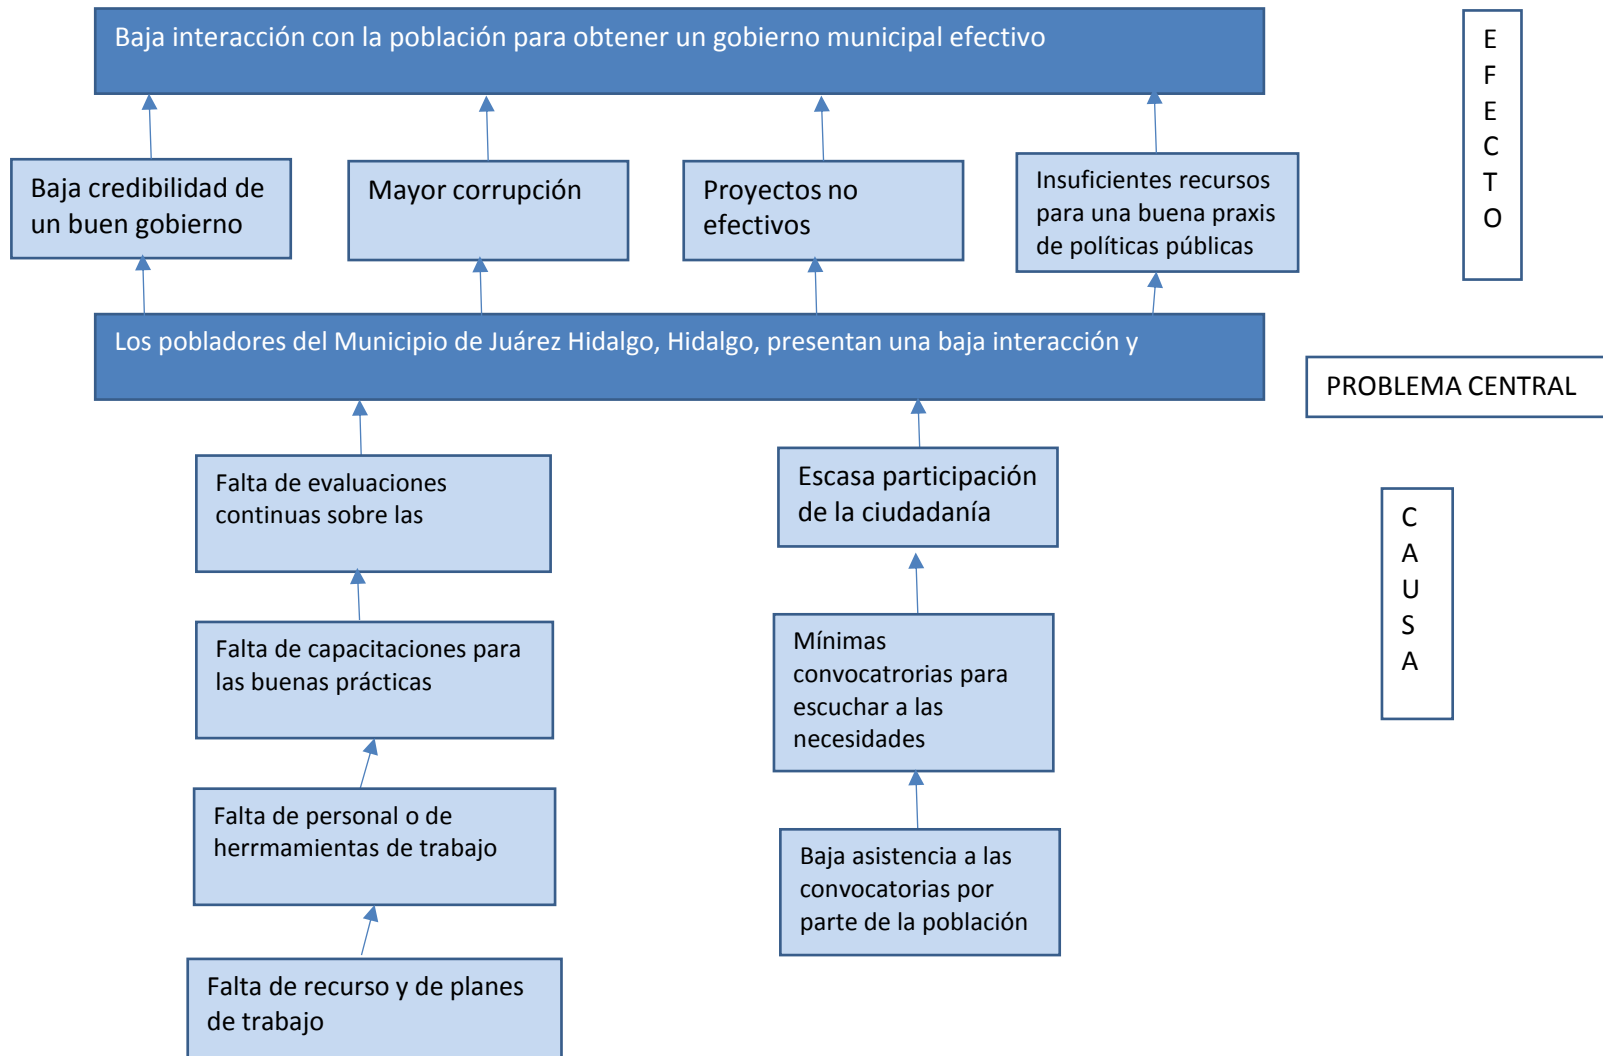 Baja interacción con la población para obtener un gobierno municipal efectivo
E
F
E
C
T
O
Baja credibilidad de
un buen gobierno
Mayor corrupción
Proyectos no
efectivos
Insuficientes recursos
para una buena praxis
de políticas públicas
Los pobladores del Municipio de Juárez Hidalgo, Hidalgo, presentan una baja interacción y
PROBLEMA CENTRAL
Falta de evaluaciones
continuas sobre las
Escasa participación
de la ciudadanía
C
A
U
S
A
Falta de capacitaciones para
las buenas prácticas
Mínimas
convocatrorias para
escuchar a las
necesidades
Falta de personal o de
herrmamientas de trabajo
Baja asistencia a las
convocatorias por
parte de la población
Falta de recurso y de planes
de trabajo